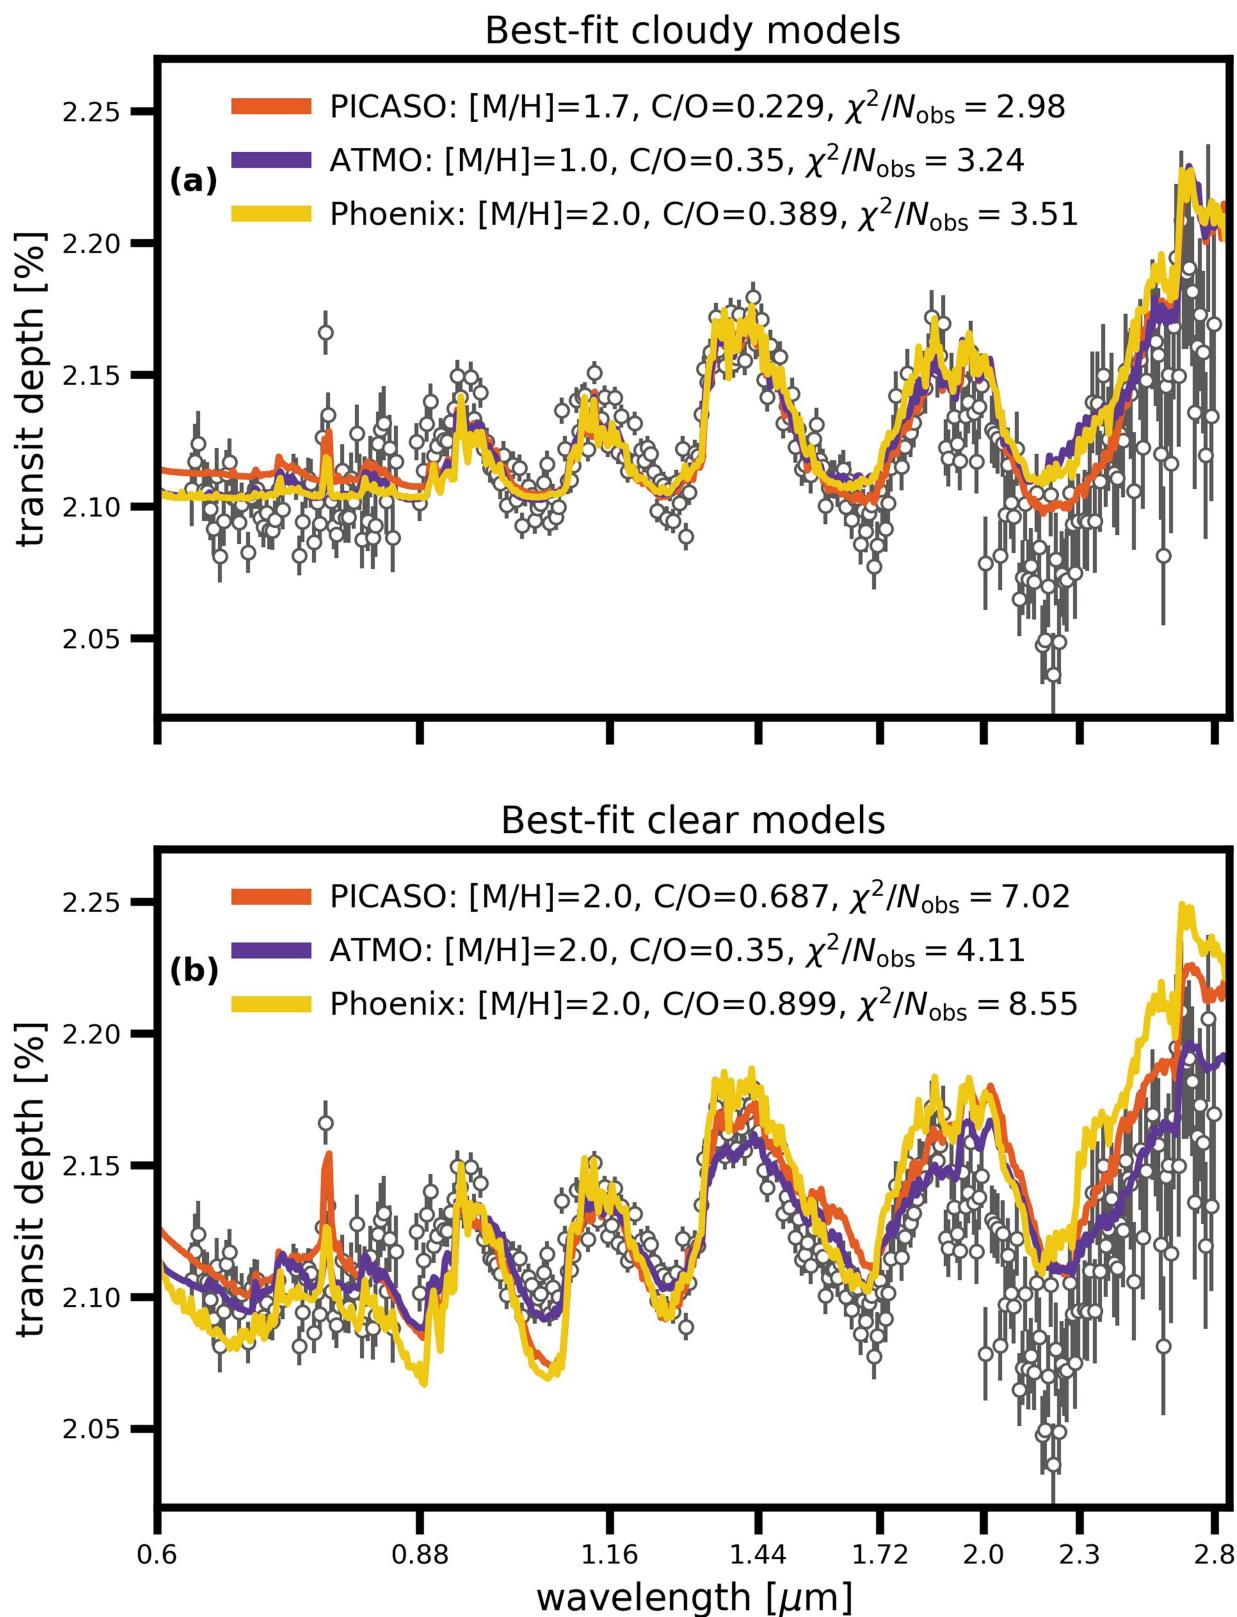 Best-fit cloudy models
2.25
2.20
2.15
2.10
2.05
transit depth [%]
(a)
PICASO: [M/H]=1.7, C/O=0.229, χ²/N_obs = 2.98
ATMO: [M/H]=1.0, C/O=0.35, χ²/N_obs = 3.24
Phoenix: [M/H]=2.0, C/O=0.389, χ²/N_obs = 3.51
Best-fit clear models
2.25
2.20
2.15
2.10
2.05
transit depth [%]
(b)
PICASO: [M/H]=2.0, C/O=0.687, χ²/N_obs = 7.02
ATMO: [M/H]=2.0, C/O=0.35, χ²/N_obs = 4.11
Phoenix: [M/H]=2.0, C/O=0.899, χ²/N_obs = 8.55
0.6 0.88 1.16 1.44 1.72 2.0 2.3 2.8
wavelength [μm]